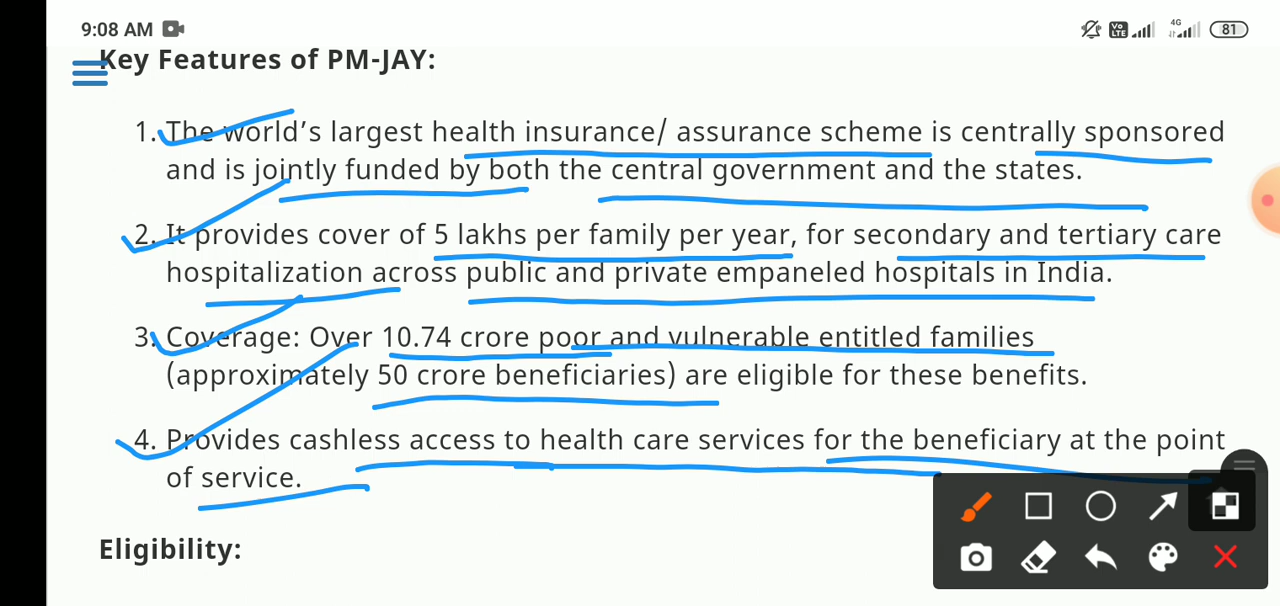 9:08 AM
Vo LTE 4G 81
Key Features of PM-JAY:
1. The world's largest health insurance/ assurance scheme is centrally sponsored
and is jointly funded by both the central government and the states.
2. It provides cover of 5 lakhs per family per year, for secondary and tertiary care
hospitalization across public and private empaneled hospitals in India.
3. Coverage: Over 10.74 crore poor and vulnerable entitled families
(approximately 50 crore beneficiaries) are eligible for these benefits.
4. Provides cashless access to health care services for the beneficiary at the point
of service.
Eligibility: